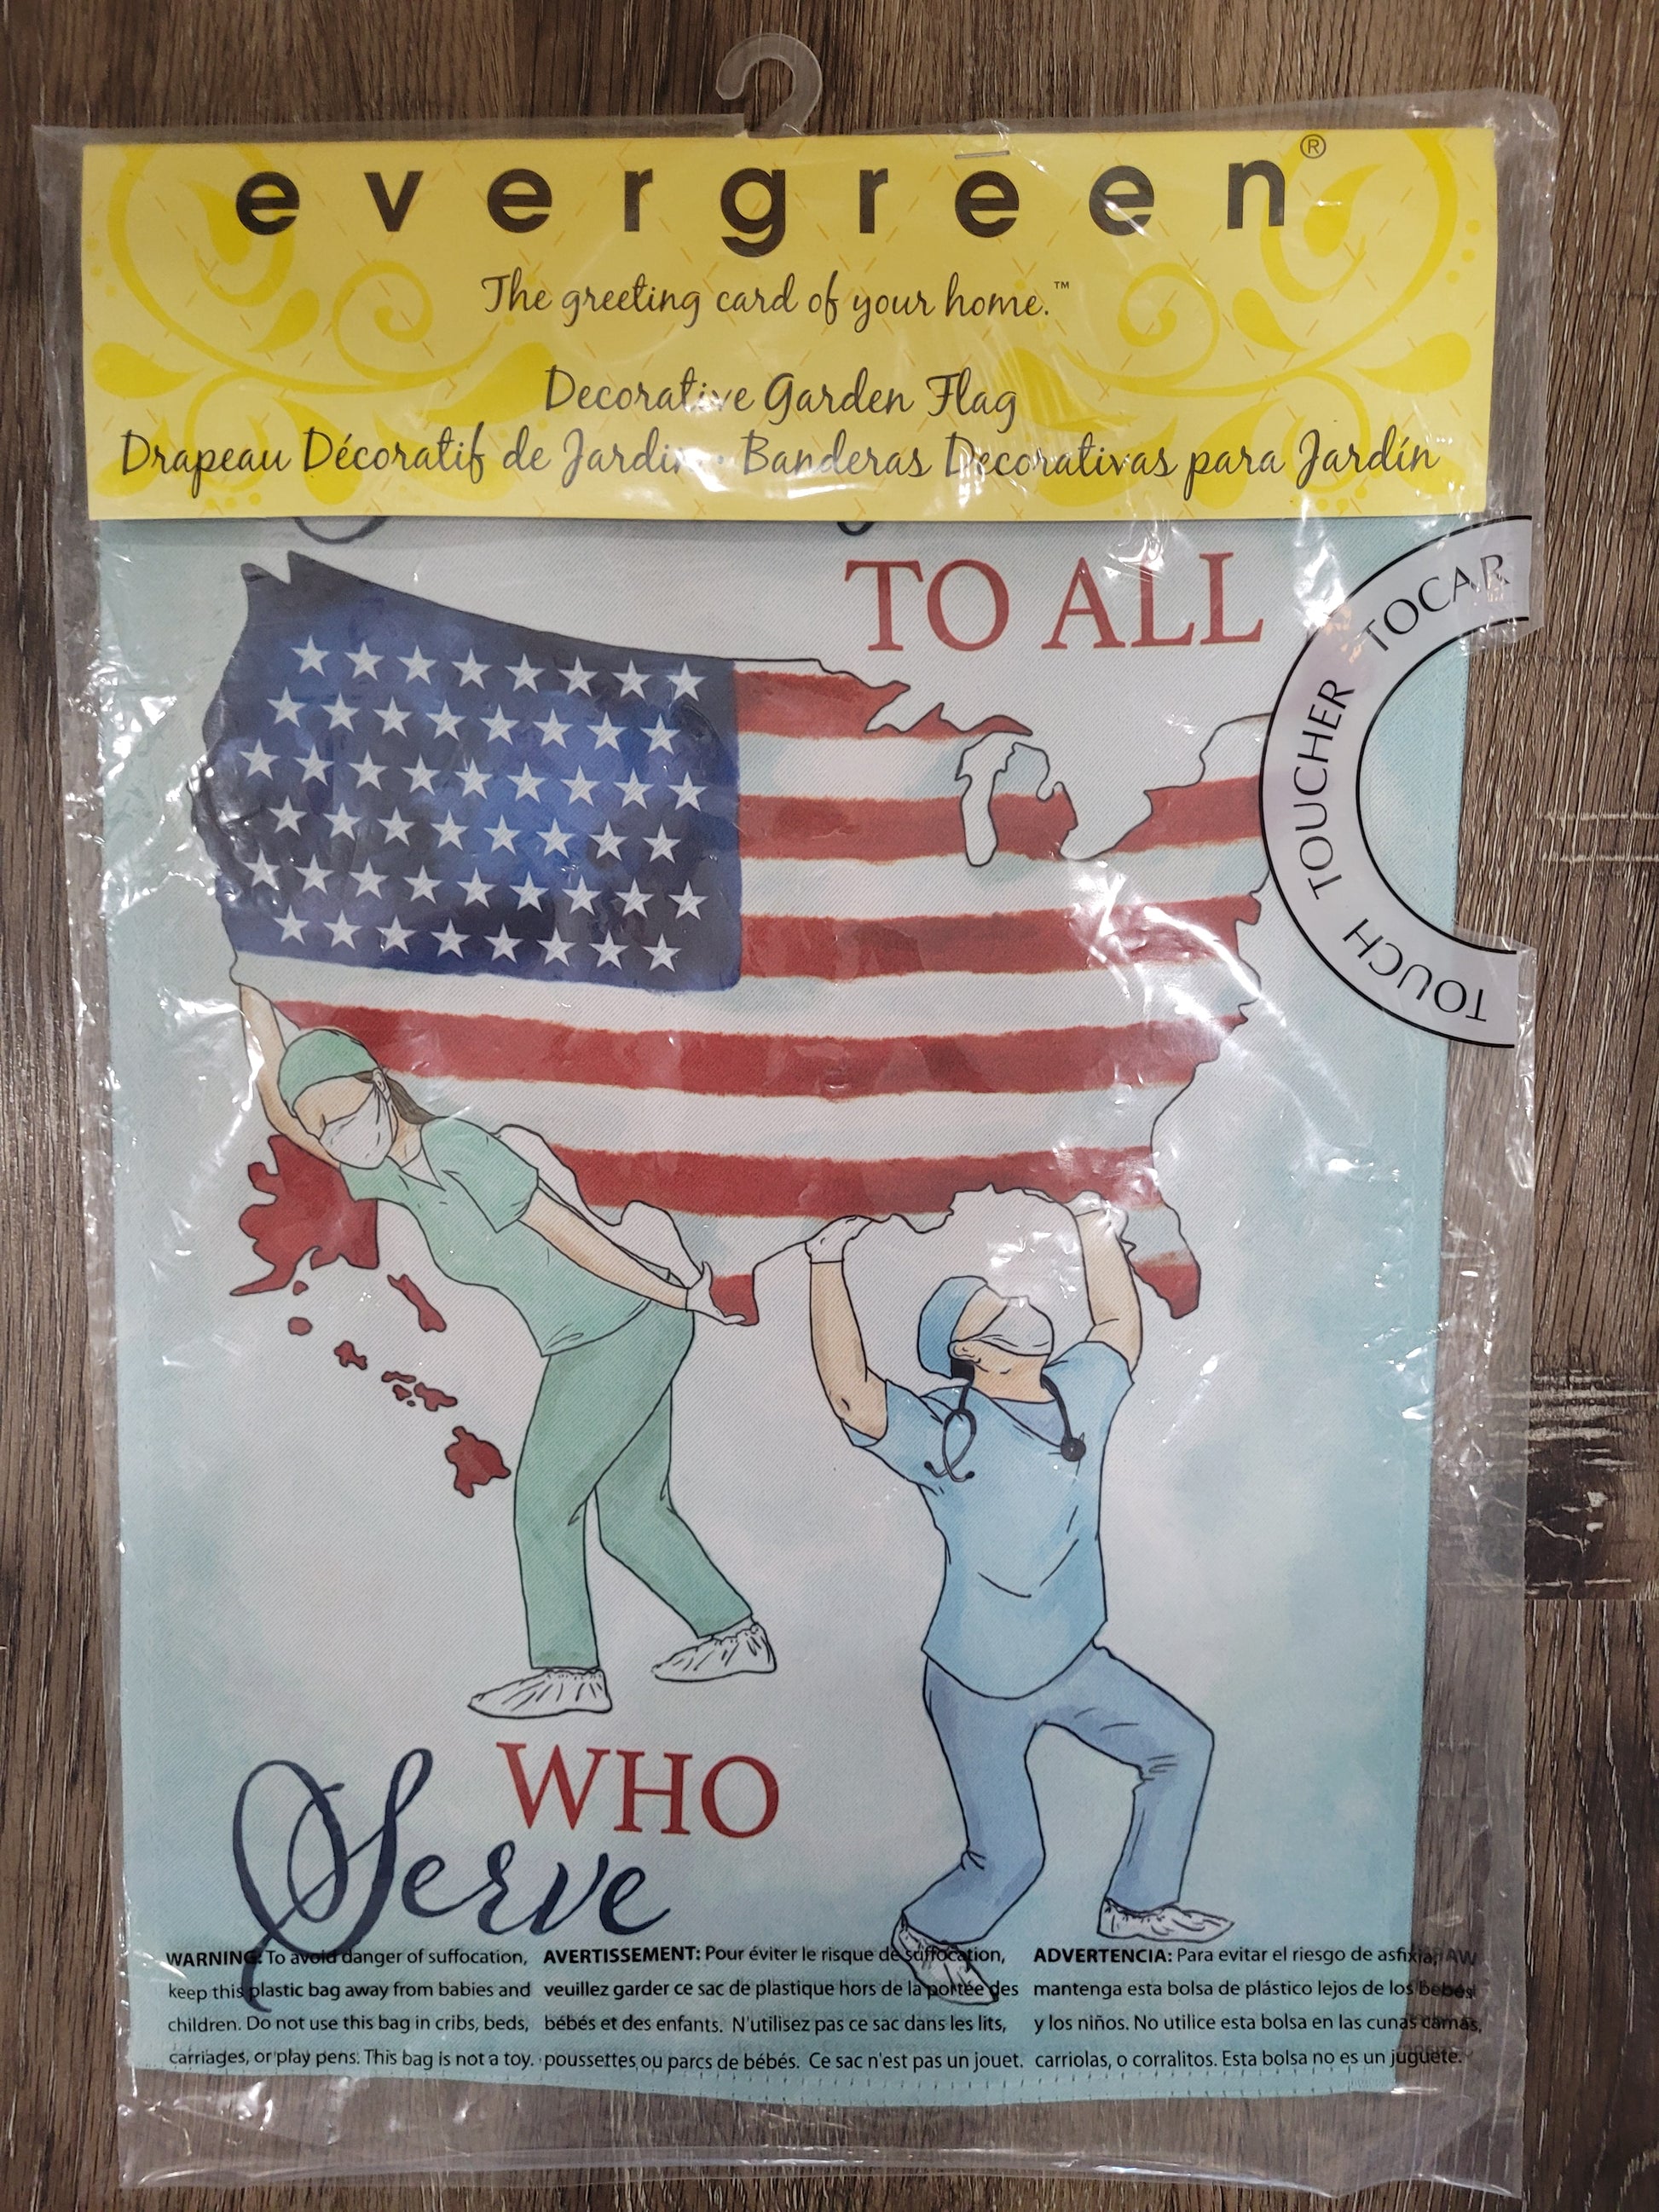 evergreen®
The greeting card of your home.™
Decorative Garden Flag
Drapeau Décoratif de Jardin · Banderas Decorativas para Jardín
TO ALL
TOUCH TOUCHER TOCAR
WHO
Serve
WARNING: To avoid danger of suffocation,
keep this plastic bag away from babies and
children. Do not use this bag in cribs, beds,
carriages, or play pens. This bag is not a toy.
AVERTISSEMENT: Pour éviter le risque de suffocation,
veuillez garder ce sac de plastique hors de la portée des
bébés et des enfants. N'utilisez pas ce sac dans les lits,
poussettes ou parcs de bébés. Ce sac n'est pas un jouet.
ADVERTENCIA: Para evitar el riesgo de asfixia,
mantenga esta bolsa de plástico lejos de los bebés
y los niños. No utilice esta bolsa en las cunas camas,
carriolas, o corralitos. Esta bolsa no es un juguete.